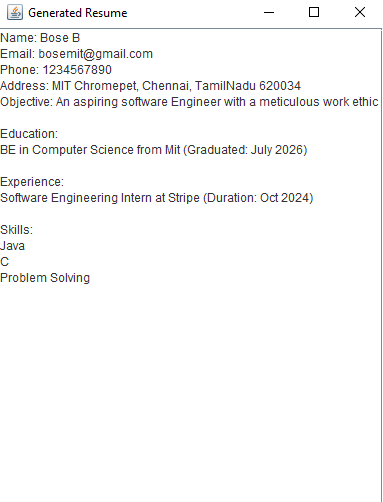 Generated Resume
Name: Bose B
Email: bosemit@gmail.com
Phone: 1234567890
Address: MIT Chromepet, Chennai, TamilNadu 620034
Objective: An aspiring software Engineer with a meticulous work ethic
Education:
BE in Computer Science from Mit (Graduated: July 2026)
Experience:
Software Engineering Intern at Stripe (Duration: Oct 2024)
Skills:
Java
C
Problem Solving